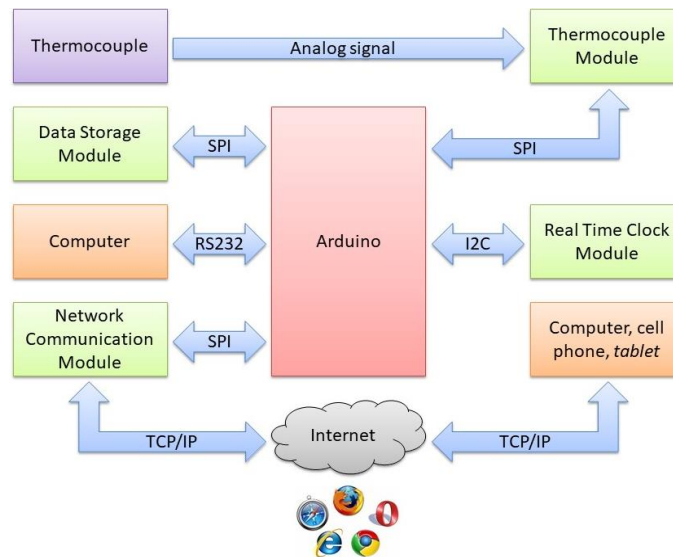 Thermocouple
Analog signal
Thermocouple
Module
Data Storage
Module
SPI
SPI
Computer
RS232
Arduino
I2C
Real Time Clock
Module
Network
Communication
Module
SPI
Computer, cell
phone, tablet
TCP/IP
Internet
TCP/IP